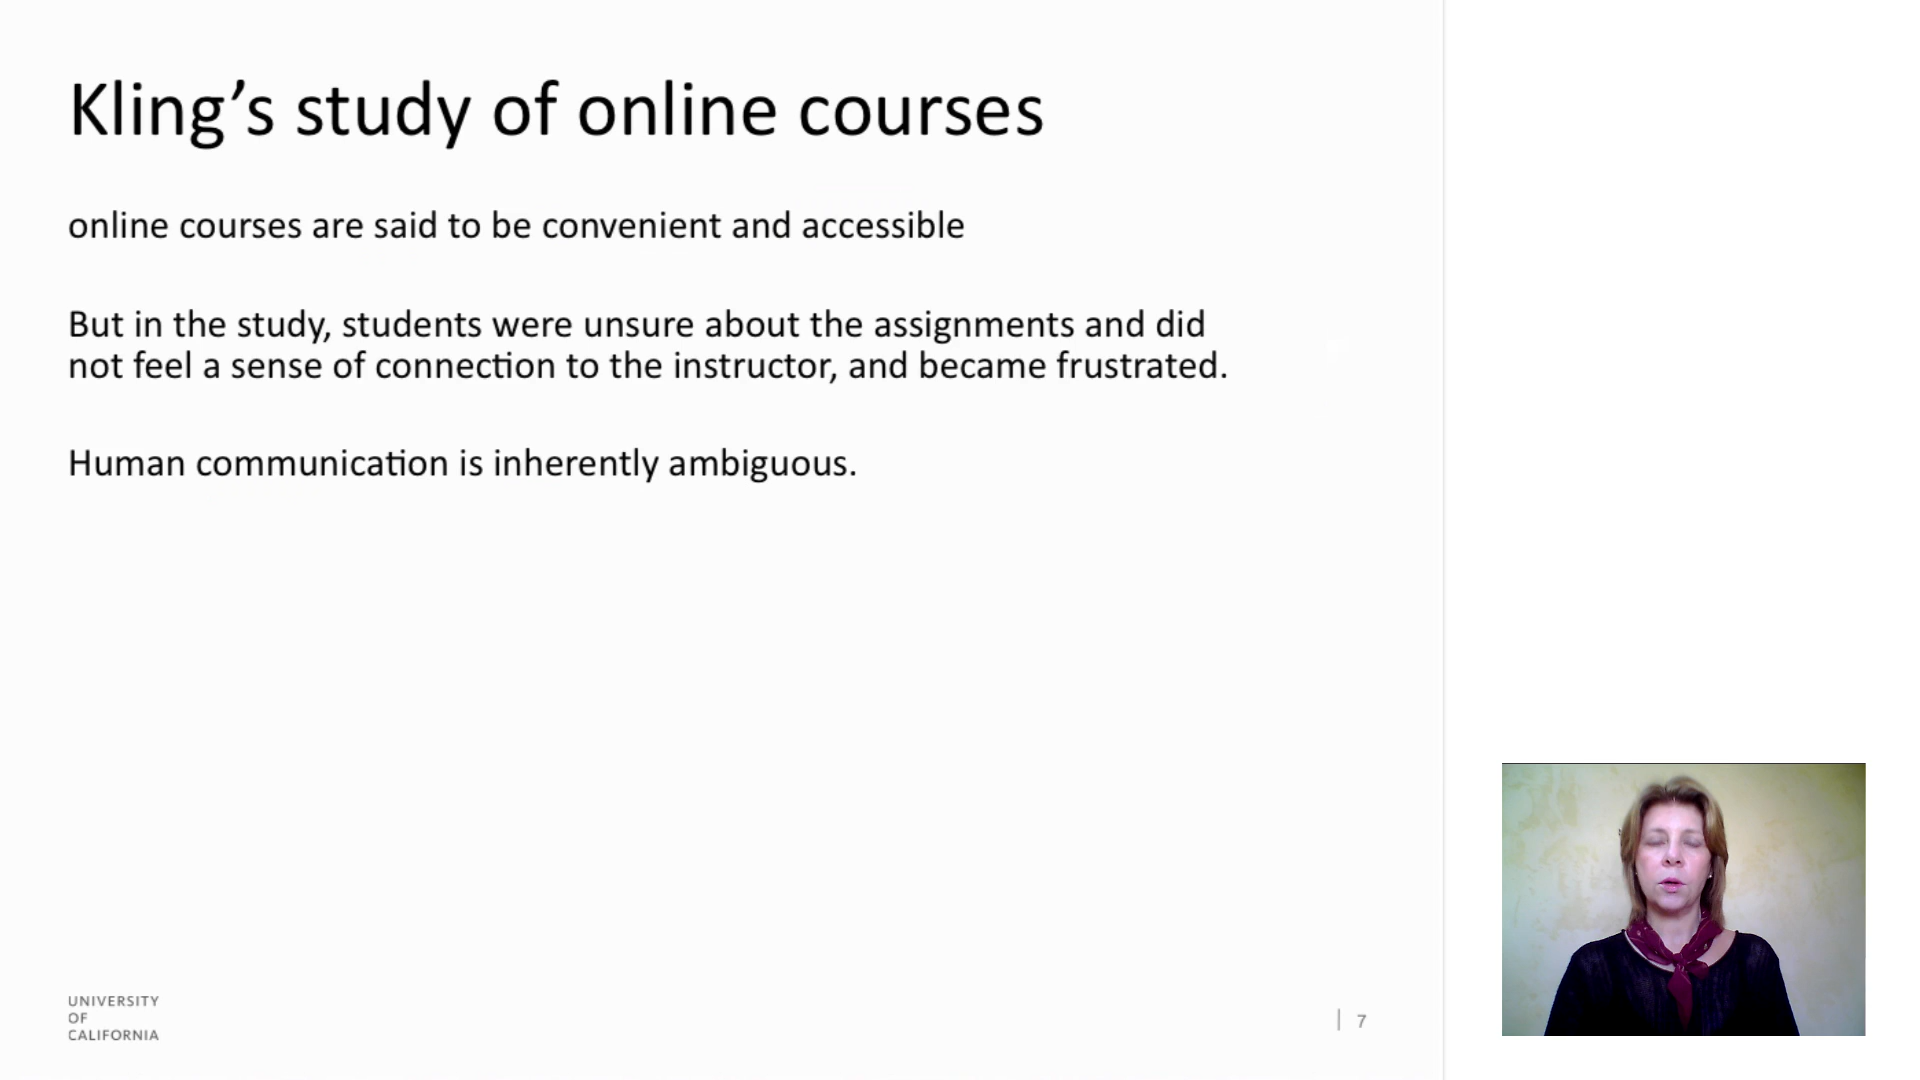 Kling’s study of online courses
online courses are said to be convenient and accessible
But in the study, students were unsure about the assignments and did
not feel a sense of connection to the instructor, and became frustrated.
Human communication is inherently ambiguous.
UNIVERSITY
OF
CALIFORNIA
| 7